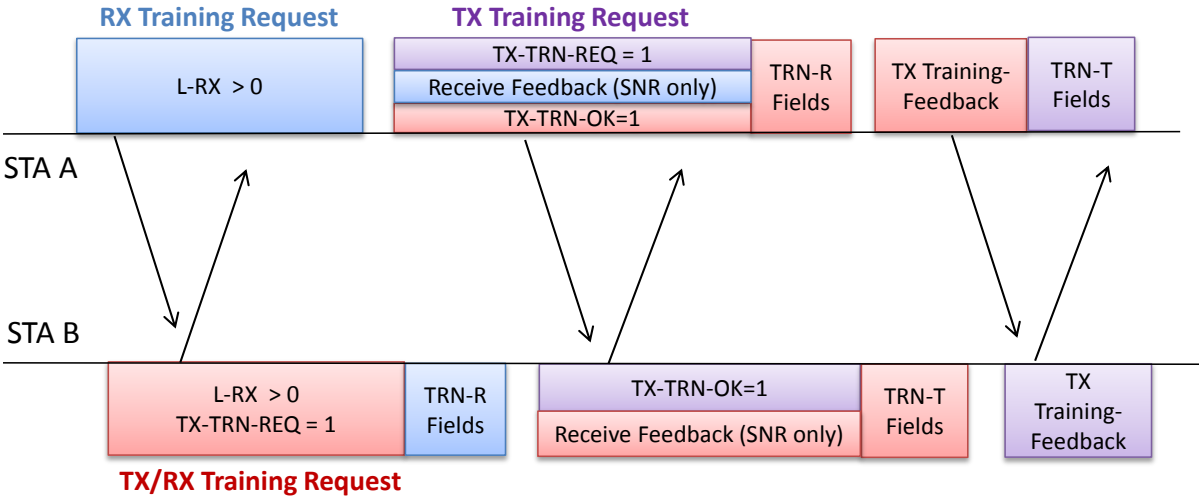 RX Training Request
TX Training Request
L-RX  > 0
TX-TRN-REQ = 1
Receive Feedback (SNR only)
TX-TRN-OK=1
TRN-R
Fields
TX Training-
Feedback
TRN-T
Fields
STA A
STA B
L-RX  > 0
TX-TRN-REQ = 1
TRN-R
Fields
TX-TRN-OK=1
Receive Feedback (SNR only)
TRN-T
Fields
TX
Training-
Feedback
TX/RX Training Request